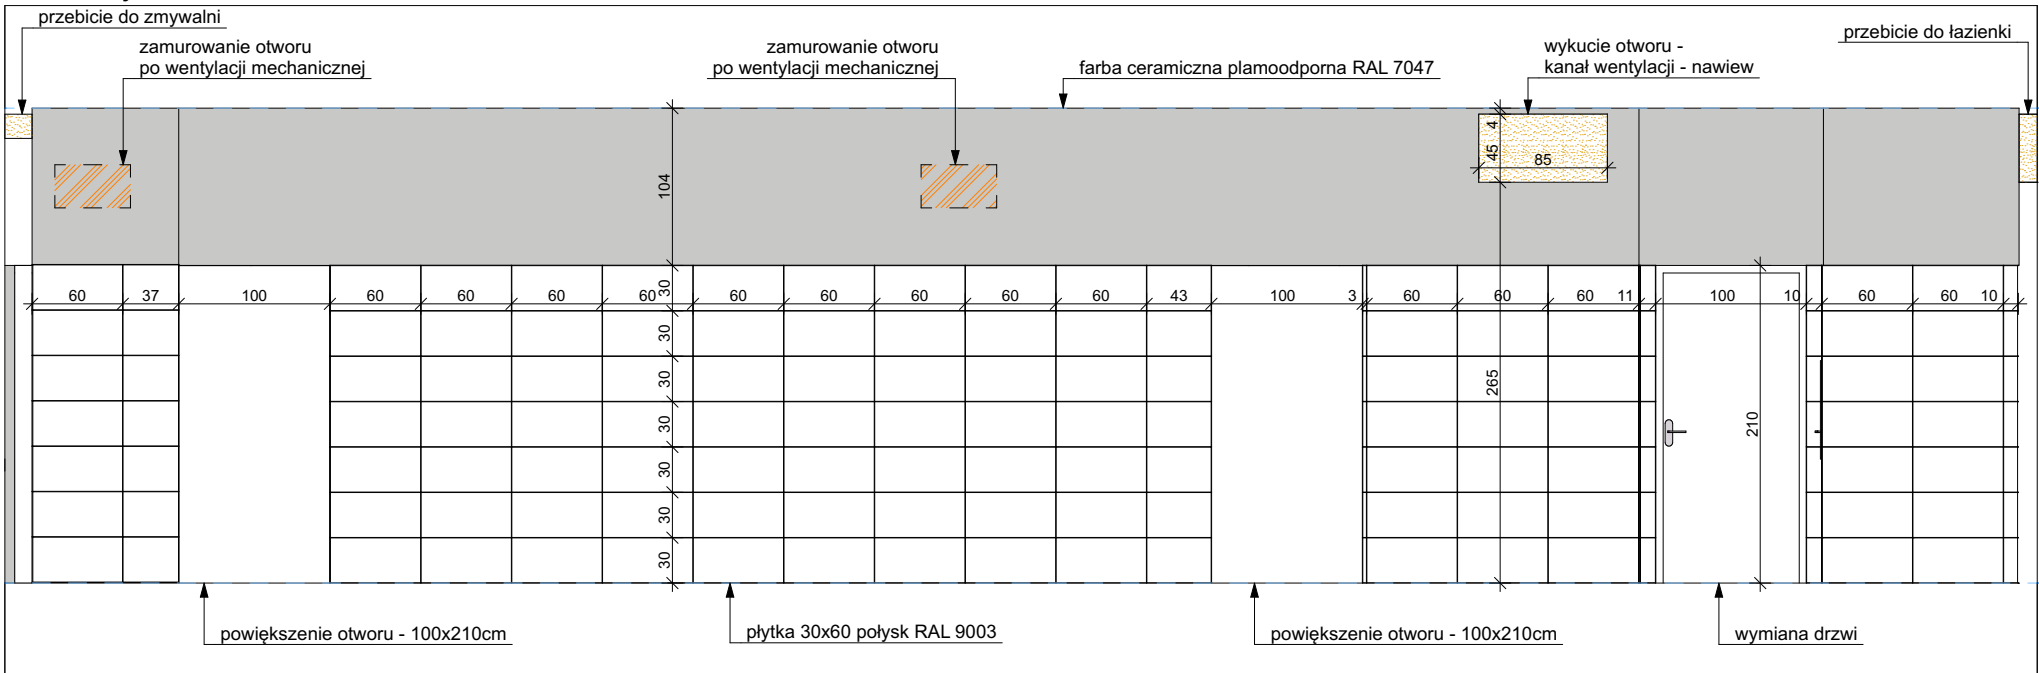 przebicie do zmywalni
zamurowanie otworu
po wentylacji mechanicznej
zamurowanie otworu
po wentylacji mechanicznej
farba ceramiczna plamoodporna RAL 7047
wykucie otworu -
kanał wentylacji - nawiew
przebicie do łazienki
4
45
85
104
30
60 37 100 60 60 60 60 60 60 60 60 60 43 100 3 60 60 60 11 100 10 60 60 10
30
30
30
30
30
30
265
210
powiększenie otworu - 100x210cm
płytka 30x60 połysk RAL 9003
powiększenie otworu - 100x210cm
wymiana drzwi